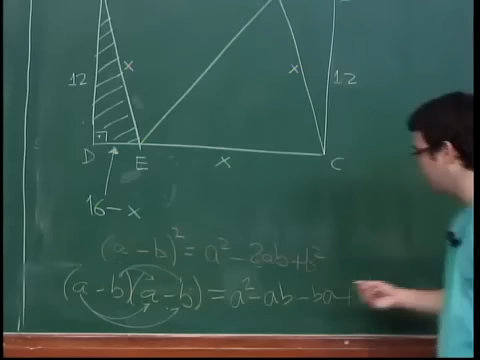 12 x x 12
D E x C
16 - x
(a - b)² = a² - 2ab + b²
(a - b)(a - b) = a² - ab - ba +